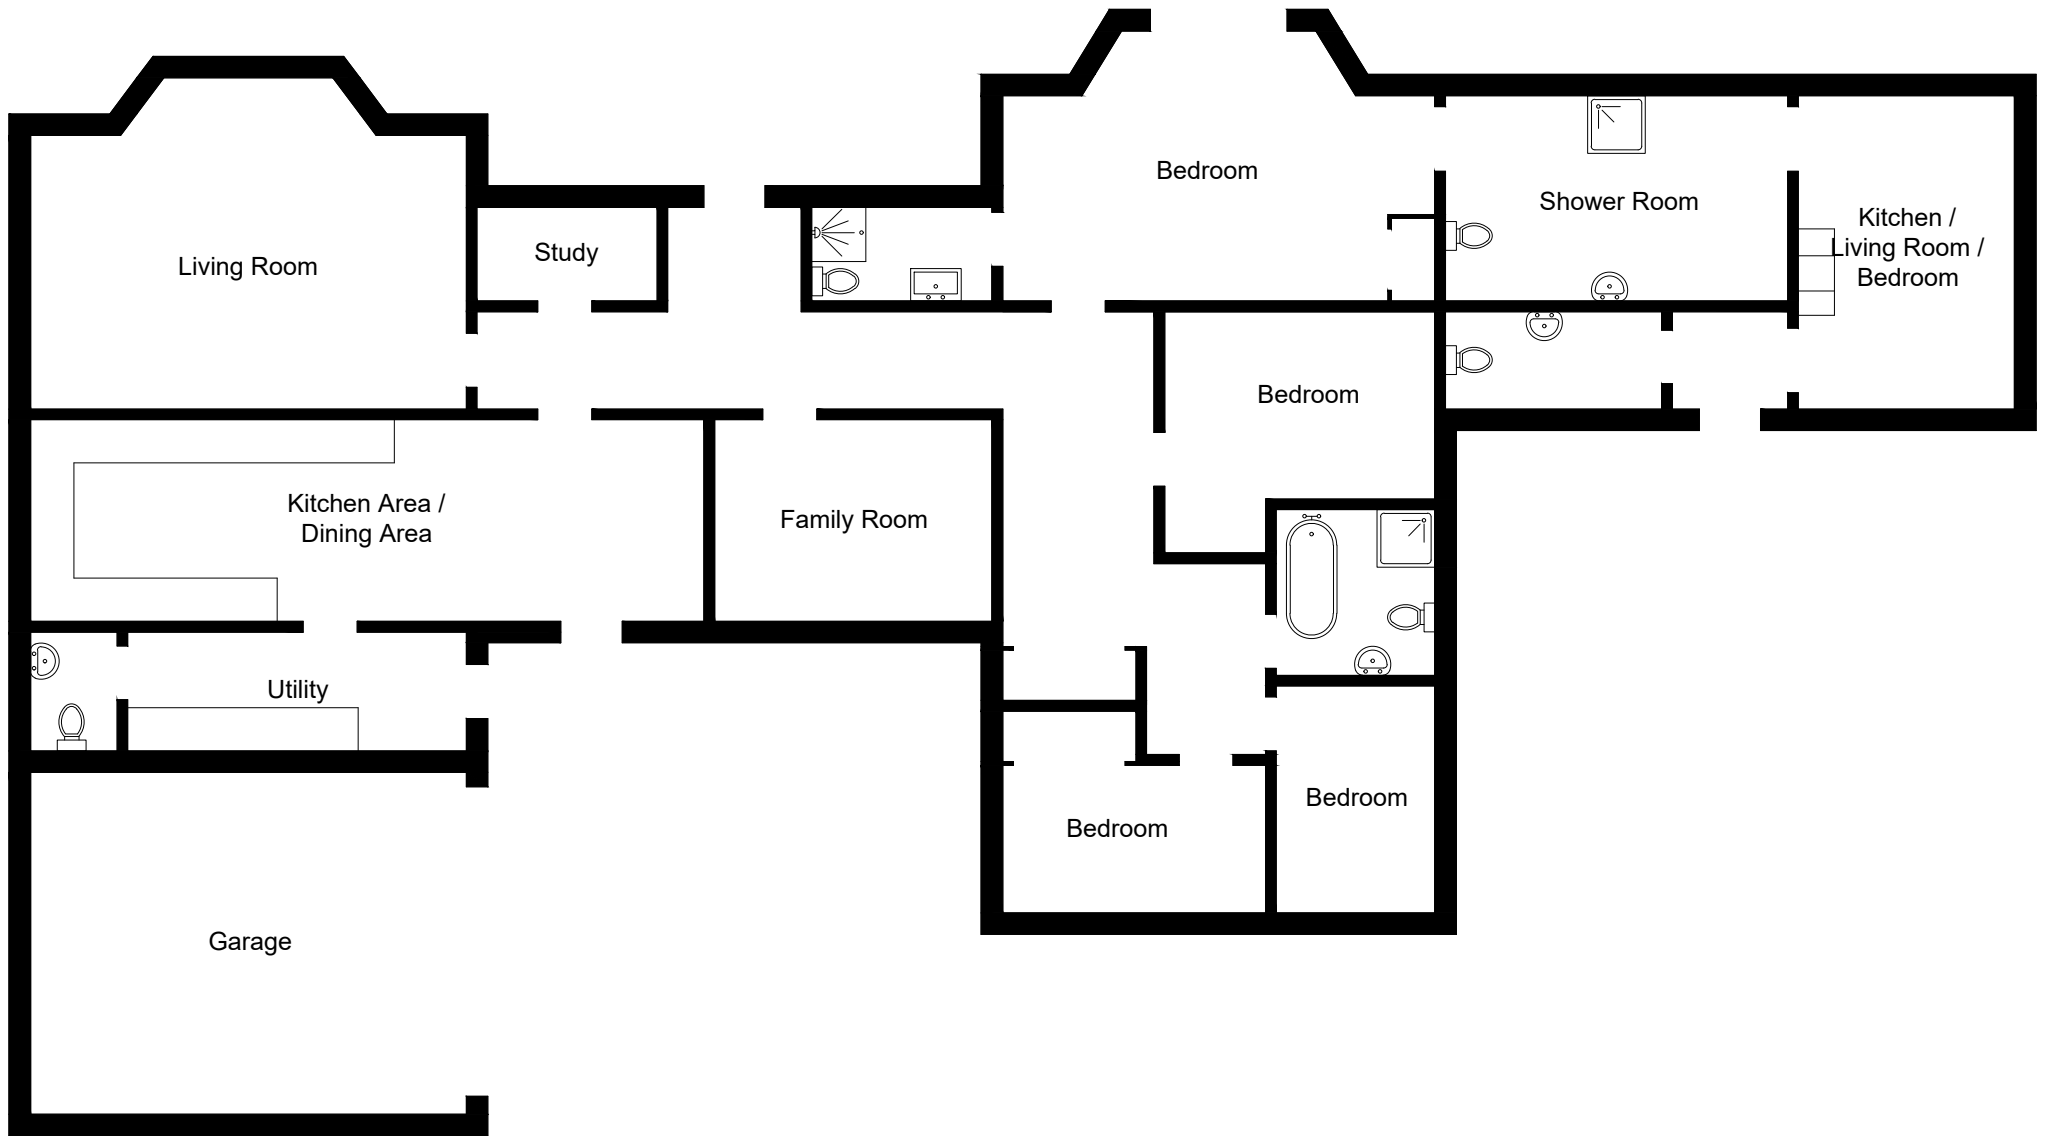 Bedroom
Shower Room
Kitchen /
Living Room /
Bedroom
Study
Living Room
Bedroom
Kitchen Area /
Dining Area
Family Room
Utility
Bedroom
Bedroom
Garage